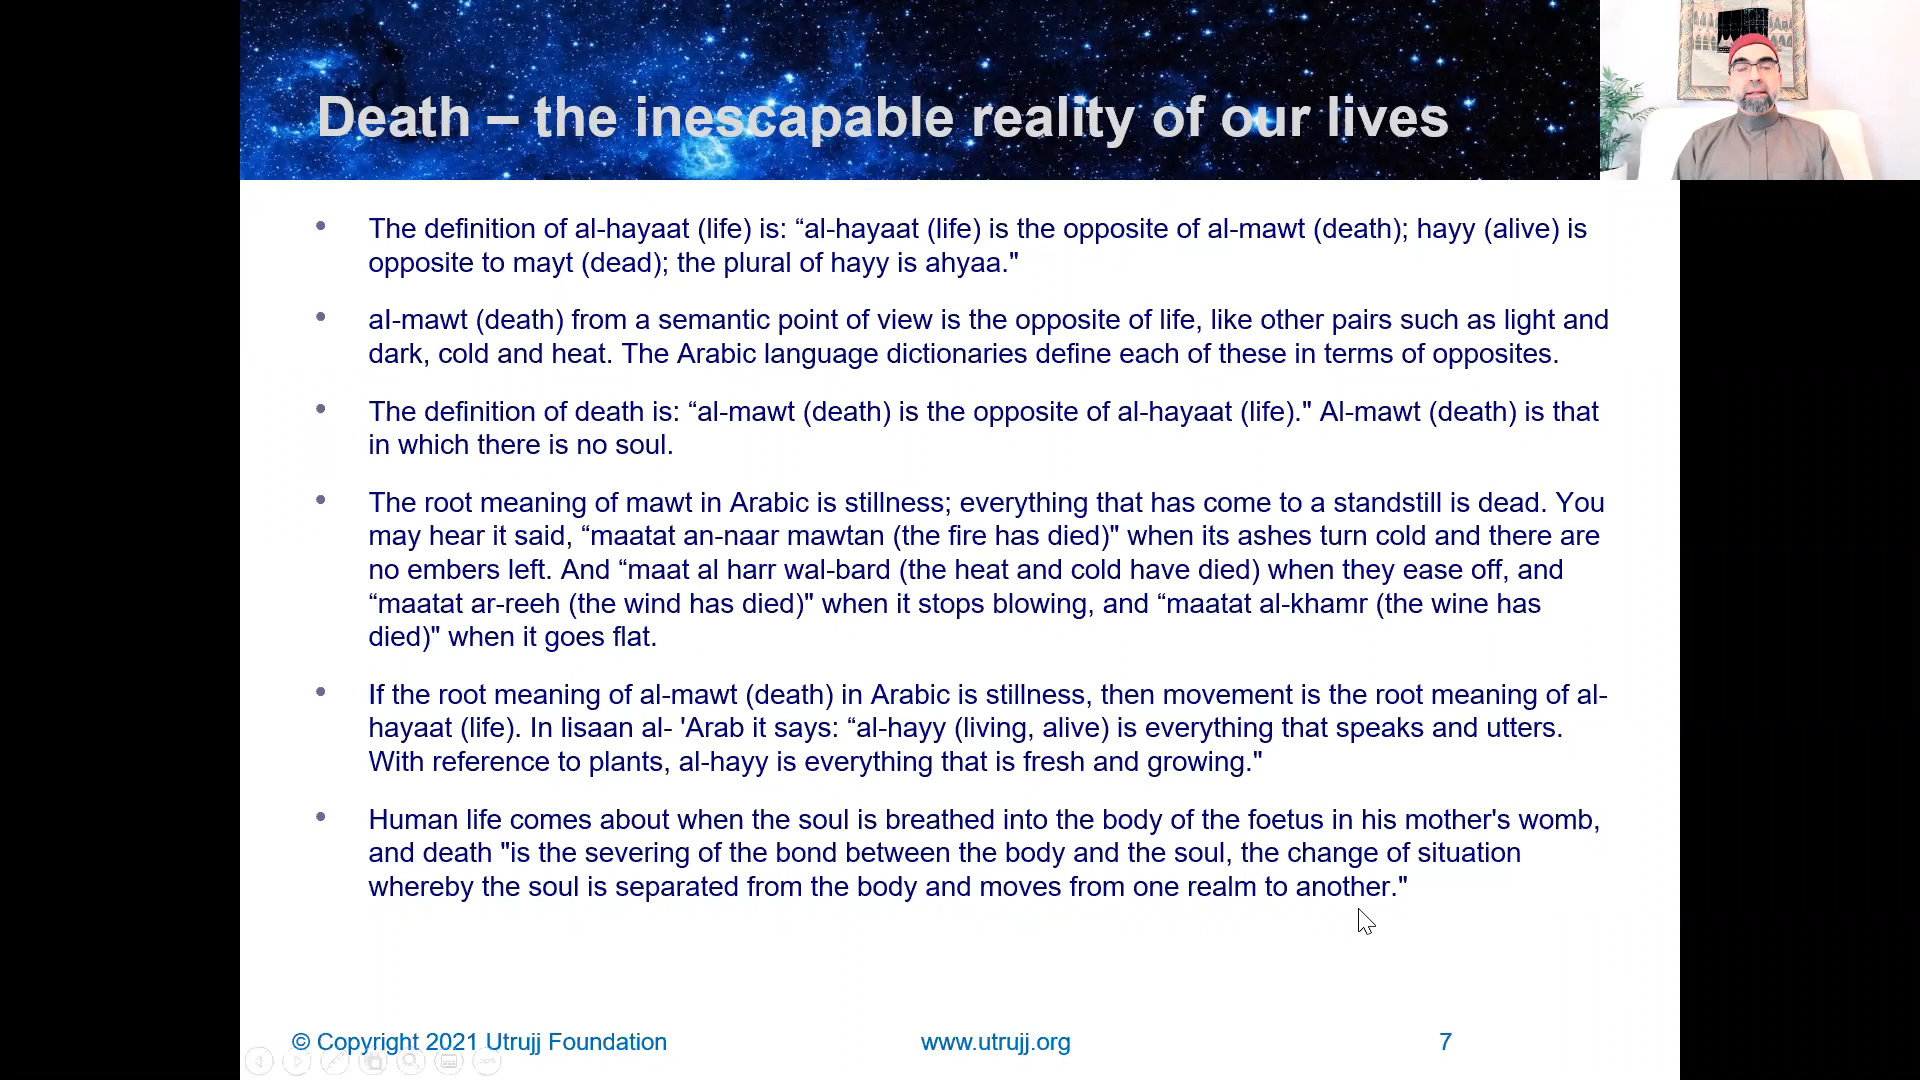 Death – the inescapable reality of our lives
The definition of al-hayaat (life) is: “al-hayaat (life) is the opposite of al-mawt (death); hayy (alive) is
opposite to mayt (dead); the plural of hayy is ahyaa."
al-mawt (death) from a semantic point of view is the opposite of life, like other pairs such as light and
dark, cold and heat. The Arabic language dictionaries define each of these in terms of opposites.
The definition of death is: “al-mawt (death) is the opposite of al-hayaat (life)." Al-mawt (death) is that
in which there is no soul.
The root meaning of mawt in Arabic is stillness; everything that has come to a standstill is dead. You
may hear it said, “maatat an-naar mawtan (the fire has died)" when its ashes turn cold and there are
no embers left. And “maat al harr wal-bard (the heat and cold have died) when they ease off, and
“maatat ar-reeh (the wind has died)" when it stops blowing, and “maatat al-khamr (the wine has
died)" when it goes flat.
If the root meaning of al-mawt (death) in Arabic is stillness, then movement is the root meaning of al-
hayaat (life). In lisaan al- 'Arab it says: “al-hayy (living, alive) is everything that speaks and utters.
With reference to plants, al-hayy is everything that is fresh and growing."
Human life comes about when the soul is breathed into the body of the foetus in his mother's womb,
and death "is the severing of the bond between the body and the soul, the change of situation
whereby the soul is separated from the body and moves from one realm to another."
© Copyright 2021 Utrujj Foundation
www.utrujj.org
7